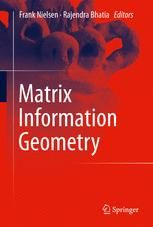 Frank Nielsen · Rajendra Bhatia Editors
Matrix
Information
Geometry
Springer